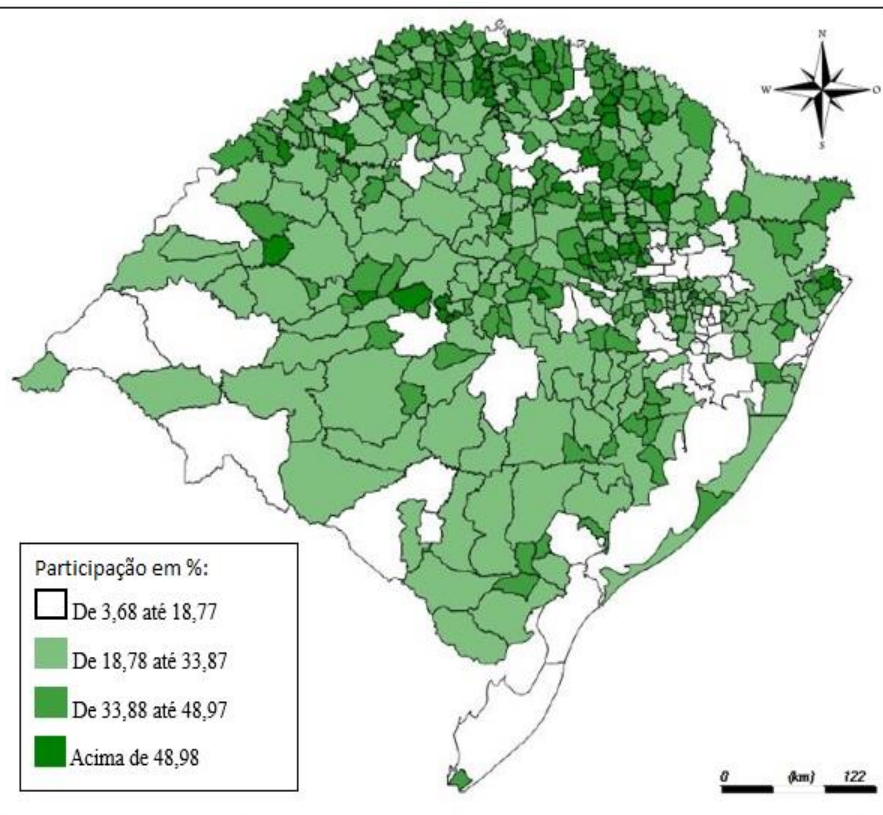 N
W
O
S
Participação em %:
De 3,68 até 18,77
De 18,78 até 33,87
De 33,88 até 48,97
Acima de 48,98
0 (km) 122